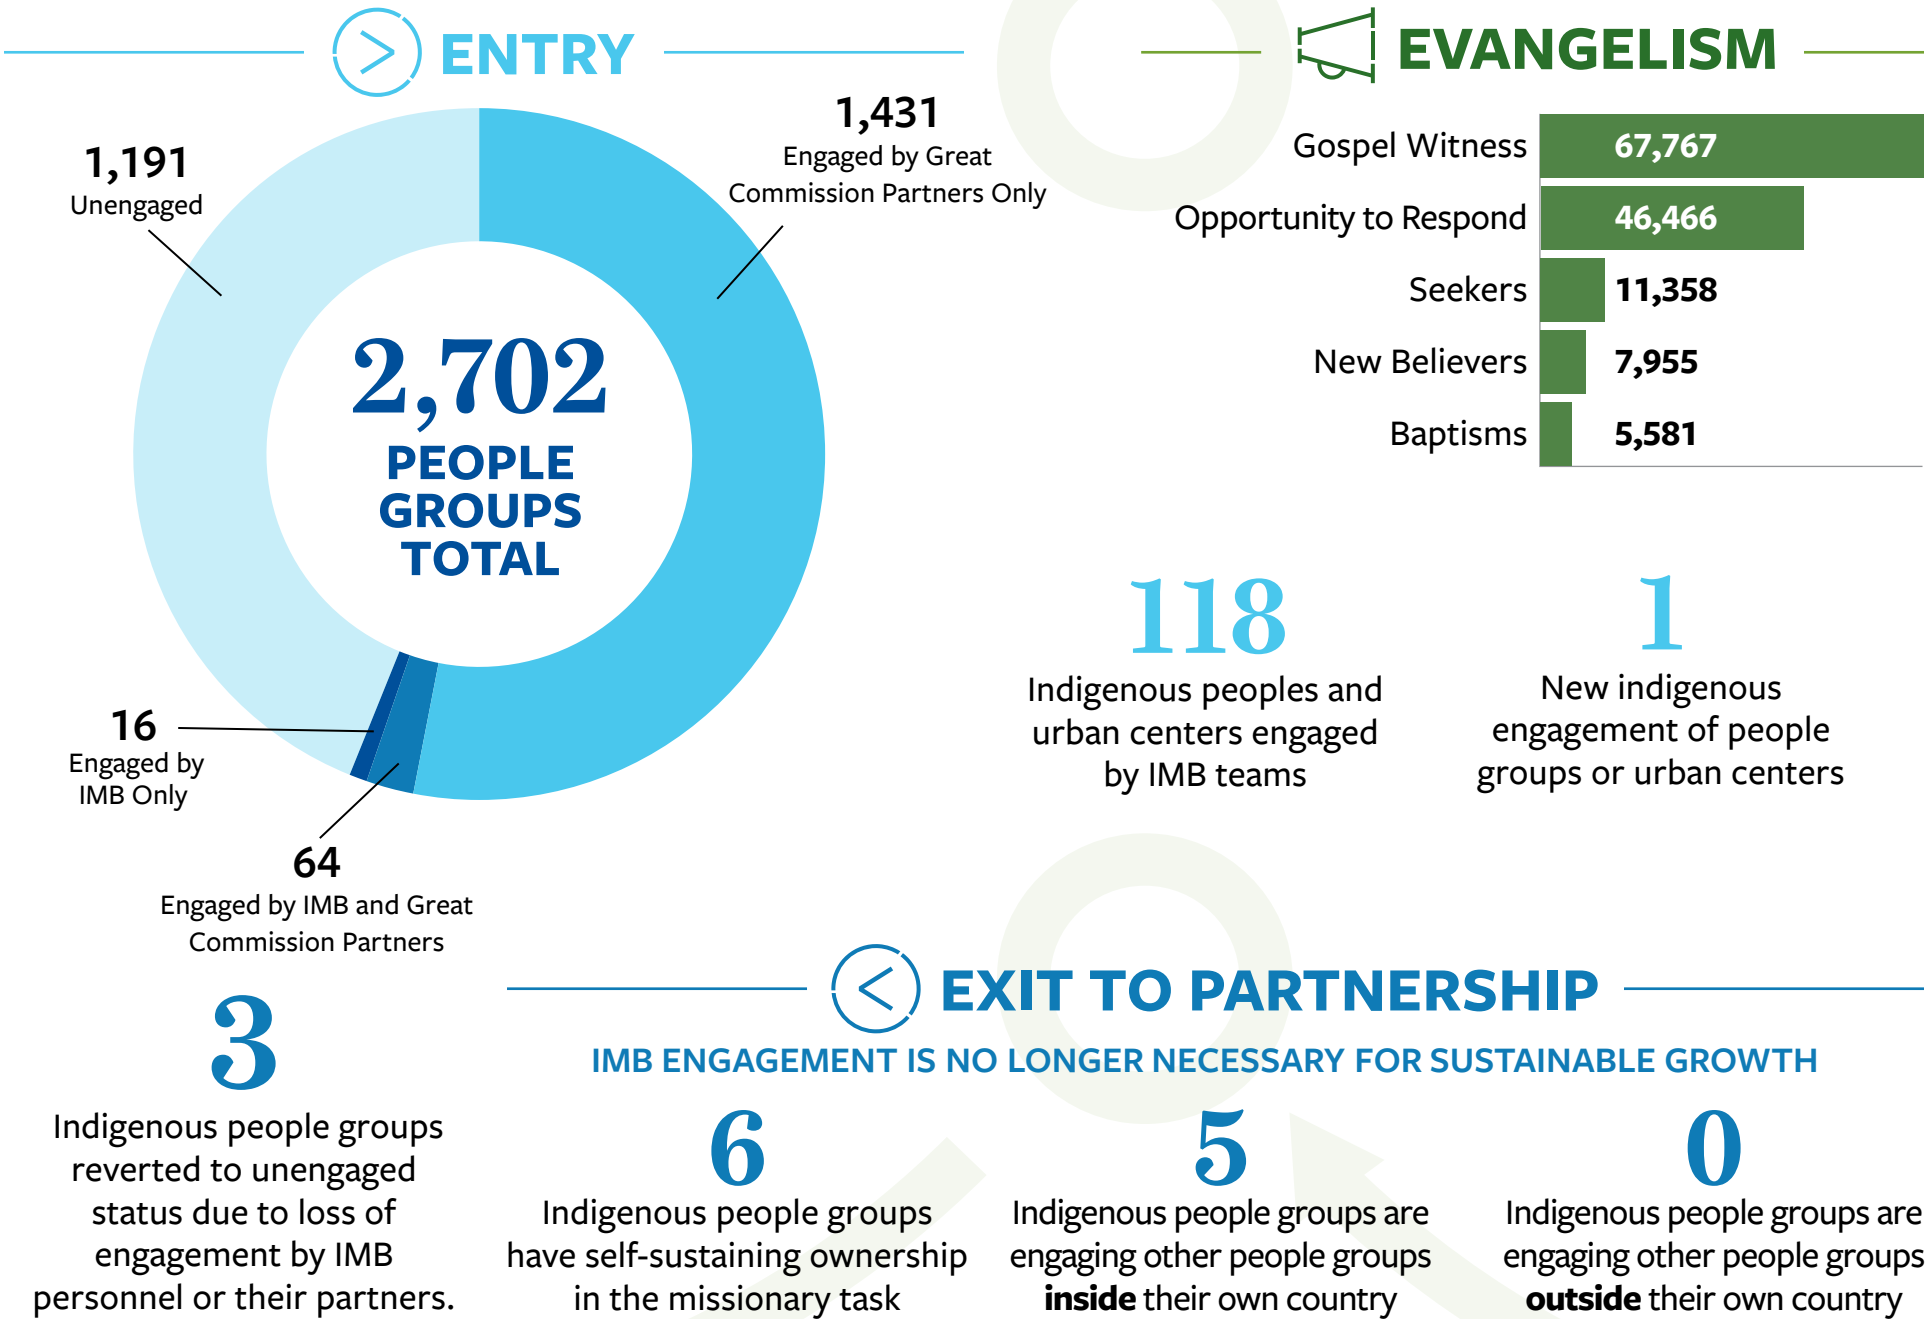 ENTRY
1,431
Engaged by Great
Commission Partners Only
1,191
Unengaged
2,702
PEOPLE
GROUPS
TOTAL
16
Engaged by
IMB Only
64
Engaged by IMB and Great
Commission Partners
EVANGELISM
Gospel Witness 67,767
Opportunity to Respond 46,466
Seekers 11,358
New Believers 7,955
Baptisms 5,581
118
Indigenous peoples and
urban centers engaged
by IMB teams
1
New indigenous
engagement of people
groups or urban centers
3
Indigenous people groups
reverted to unengaged
status due to loss of
engagement by IMB
personnel or their partners.
EXIT TO PARTNERSHIP
IMB ENGAGEMENT IS NO LONGER NECESSARY FOR SUSTAINABLE GROWTH
6
Indigenous people groups
have self-sustaining ownership
in the missionary task
5
Indigenous people groups are
engaging other people groups
inside their own country
0
Indigenous people groups are
engaging other people groups
outside their own country